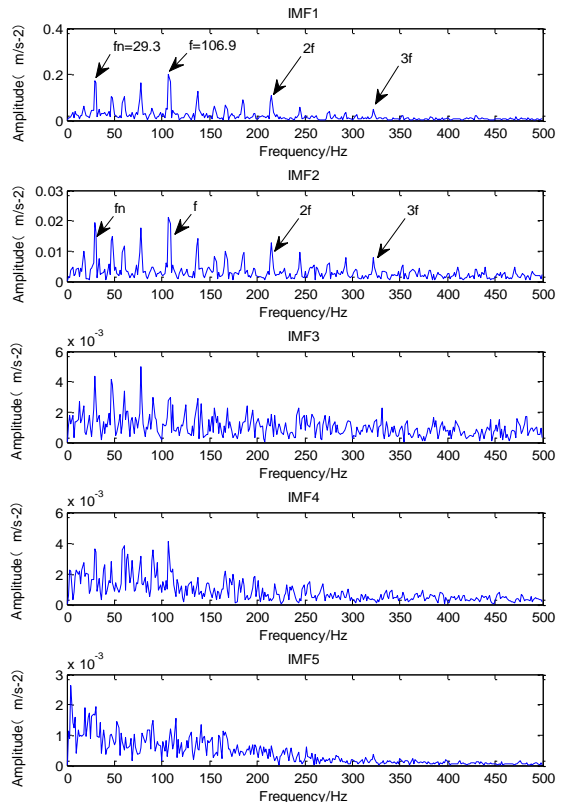 IMF1
fn=29.3 f=106.9 2f 3f
Amplitude( m/s-2)
0.4
0.2
0
0 50 100 150 200 250 300 350 400 450 500
Frequency/Hz
IMF2
fn f 2f 3f
Amplitude( m/s-2)
0.03
0.02
0.01
0
0 50 100 150 200 250 300 350 400 450 500
Frequency/Hz
IMF3
x 10-3
Amplitude( m/s-2)
6
4
2
0
0 50 100 150 200 250 300 350 400 450 500
Frequency/Hz
IMF4
x 10-3
Amplitude( m/s-2)
6
4
2
0
0 50 100 150 200 250 300 350 400 450 500
Frequency/Hz
IMF5
x 10-3
Amplitude( m/s-2)
3
2
1
0
0 50 100 150 200 250 300 350 400 450 500
Frequency/Hz